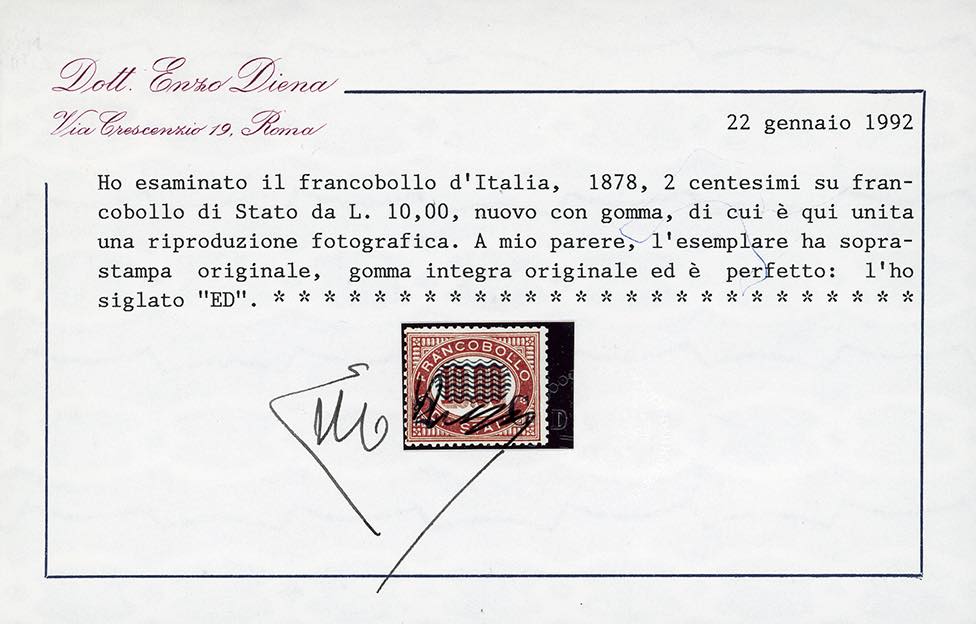 Dott. Enzo Diena
Via Crescenzio 19, Roma
22 gennaio 1992
Ho esaminato il francobollo d'Italia, 1878, 2 centesimi su fran-
cobollo di Stato da L. 10,00, nuovo con gomma, di cui è qui unita
una riproduzione fotografica. A mio parere, l'esemplare ha sopra-
stampa originale, gomma integra originale ed è perfetto: l'ho
siglato "ED". * * * * * * * * * * * * * * * * * * * * * * * * * *
FRANCOBOLLO